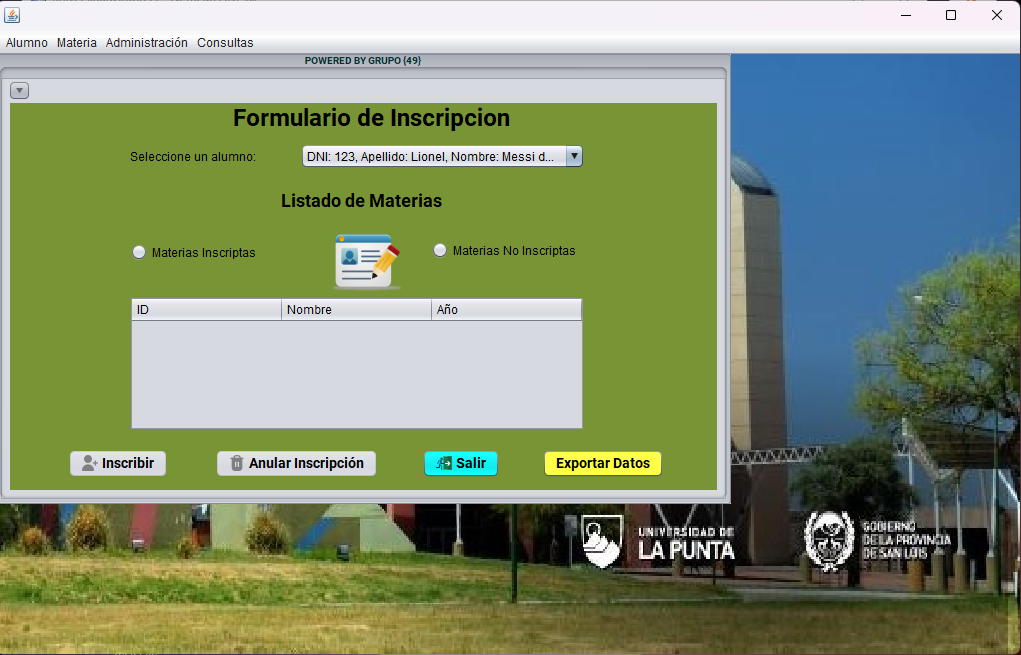 Alumno Materia Administración Consultas
POWERED BY GRUPO {49}
Formulario de Inscripcion
Seleccione un alumno: DNI: 123, Apellido: Lionel, Nombre: Messi d...
Listado de Materias
Materias Inscriptas Materias No Inscriptas
ID Nombre Año
Inscribir Anular Inscripción Salir Exportar Datos
UNIVERSIDAD DE
LA PUNTA
GOBIERNO
DE LA PROVINCIA
DE SAN LUIS